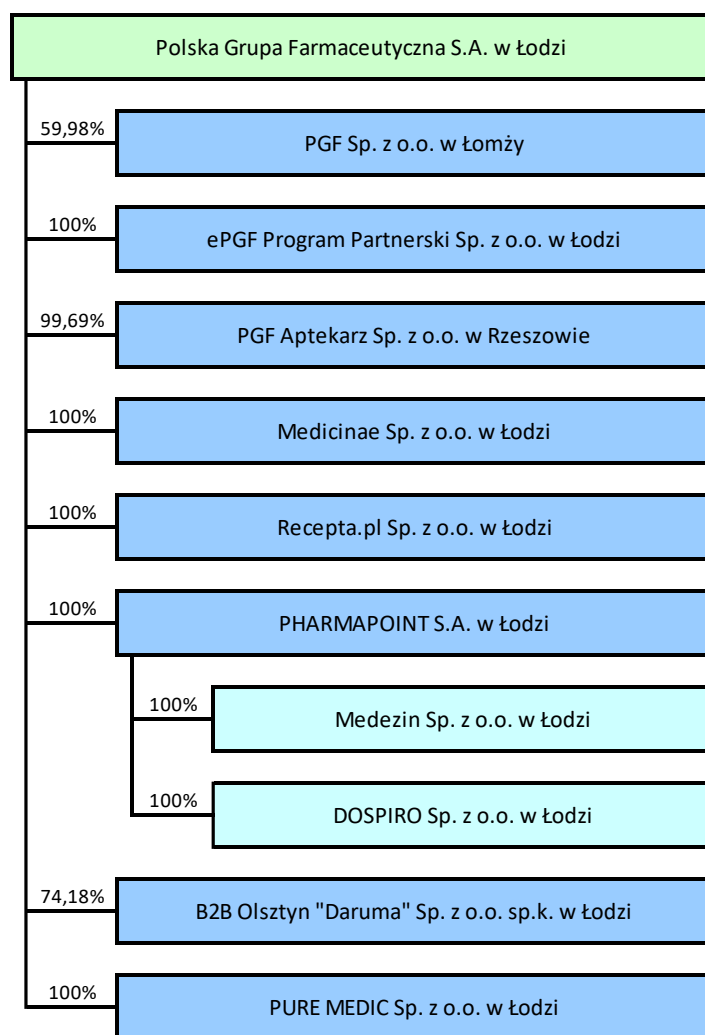 Polska Grupa Farmaceutyczna S.A. w Łodzi
59,98%
PGF Sp. z o.o. w Łomży
100%
ePGF Program Partnerski Sp. z o.o. w Łodzi
99,69%
PGF Aptekarz Sp. z o.o. w Rzeszowie
100%
Medicinae Sp. z o.o. w Łodzi
100%
Recepta.pl Sp. z o.o. w Łodzi
100%
PHARMAPOINT S.A. w Łodzi
100%
Medezin Sp. z o.o. w Łodzi
100%
DOSPIRO Sp. z o.o. w Łodzi
74,18%
B2B Olsztyn "Daruma" Sp. z o.o. sp.k. w Łodzi
100%
PURE MEDIC Sp. z o.o. w Łodzi